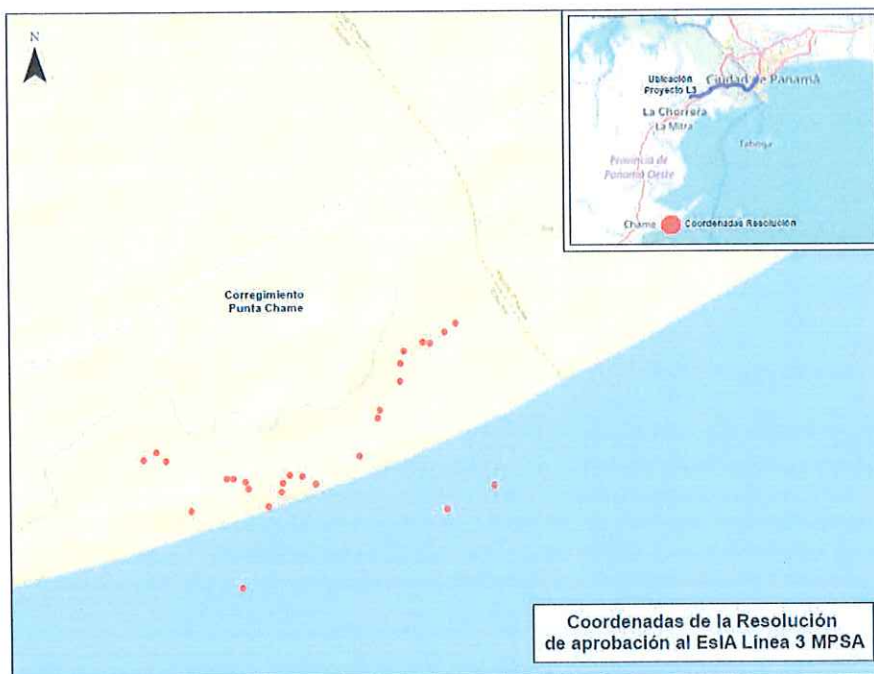 N
Ubicación
Proyecto L3
Ciudad de Panamá
La Chorrera
La Mitra
Taboga
Provincia de
Panamá Oeste
Chame
Coordenadas Resolución
Corregimiento
Punta Chame
Coordenadas de la Resolución
de aprobación al EsIA Línea 3 MPSA